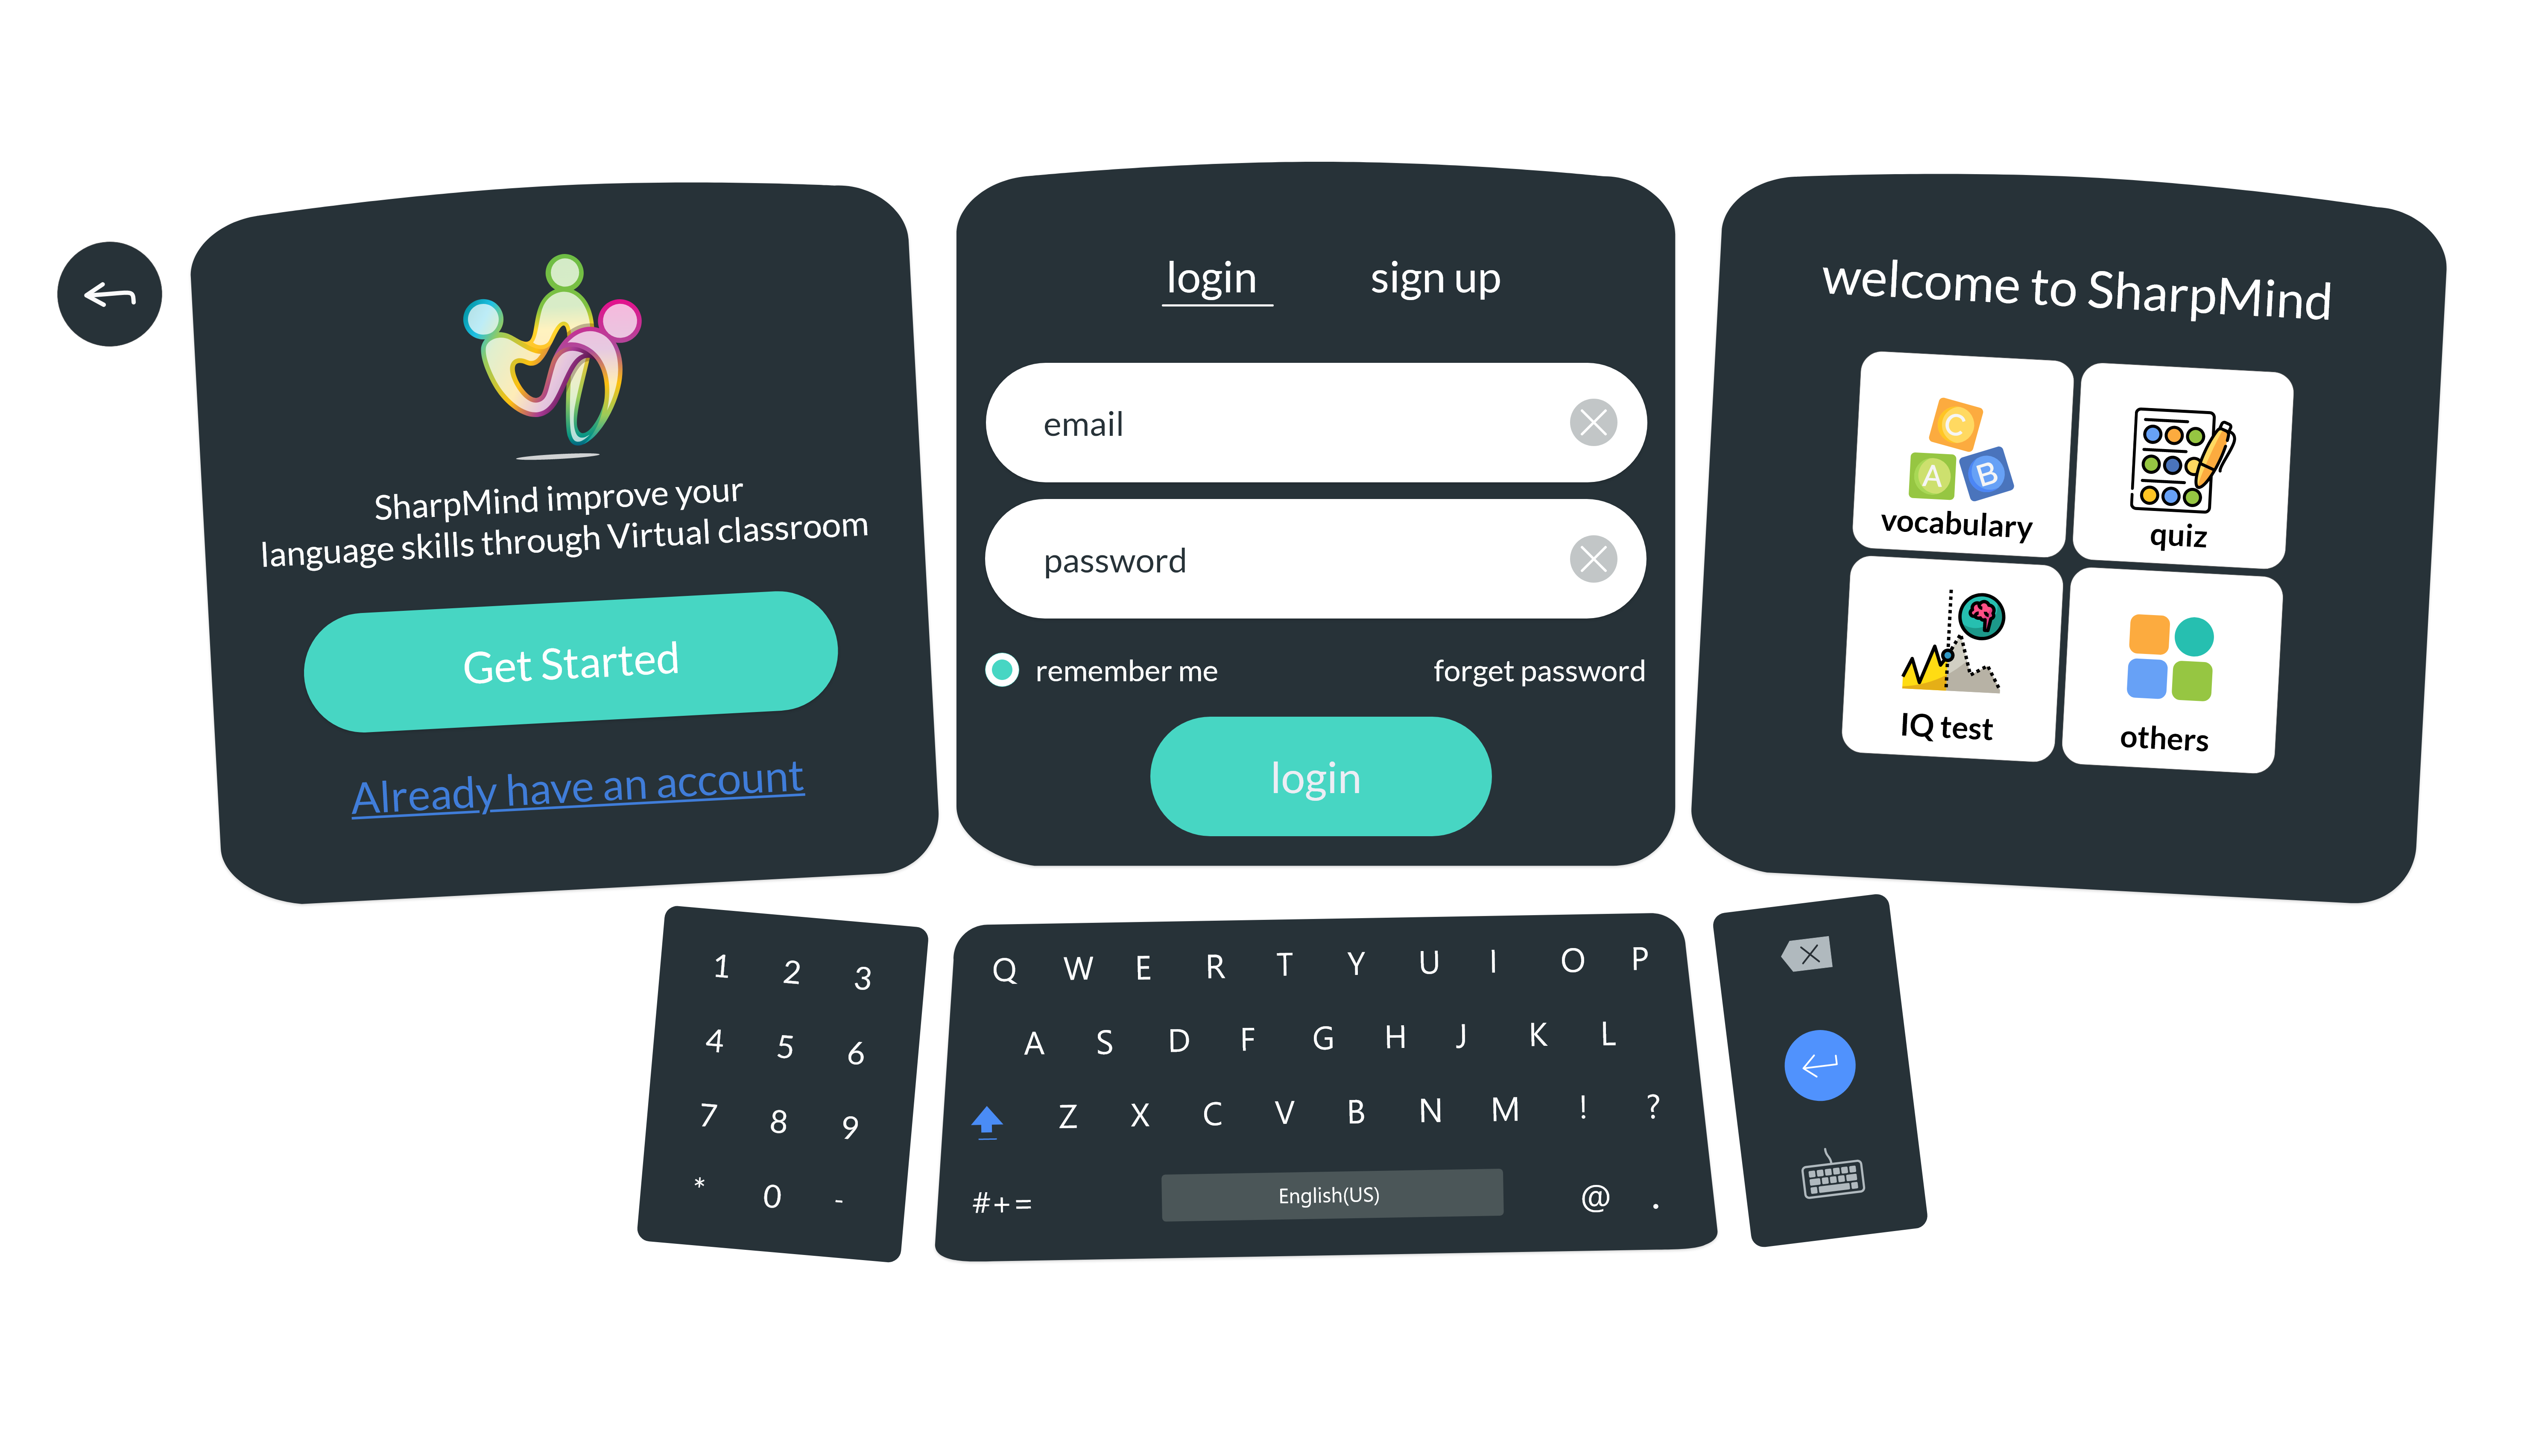 SharpMind improve your
language skills through Virtual classroom
Get Started
Already have an account
login sign up
email
password
remember me forget password
login
welcome to SharpMind
C
A B
vocabulary
quiz
IQ test
others
1 2 3
4 5 6
7 8 9
* 0 -
Q W E R T Y U I O P
A S D F G H J K L
Z X C V B N M ! ?
#+= English(US) @ .